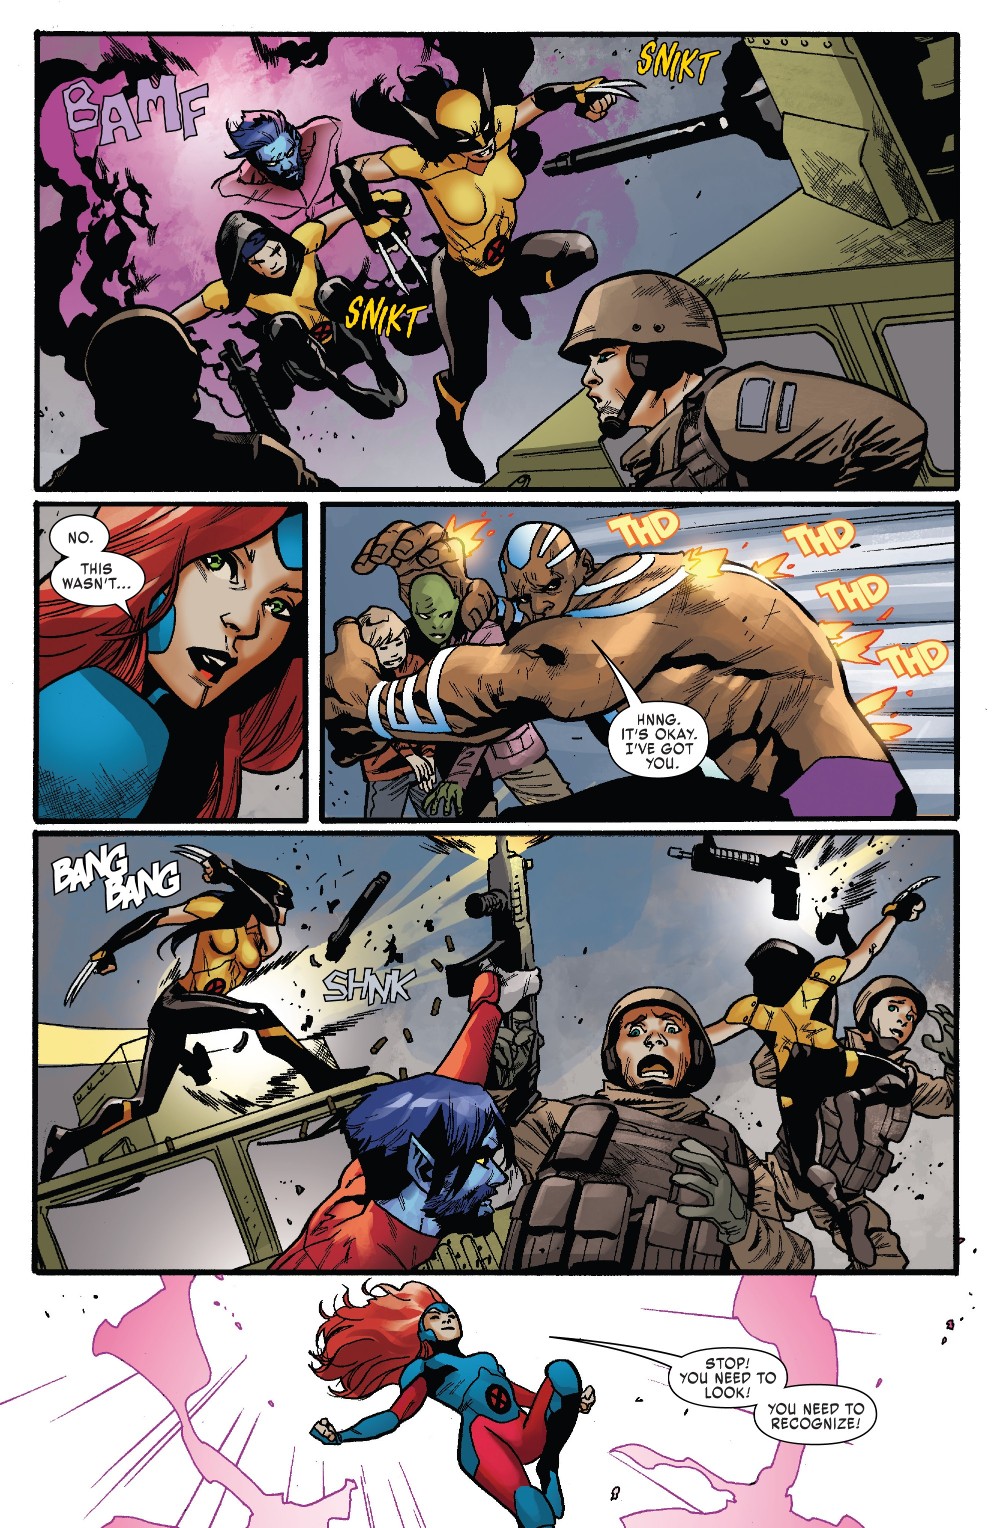 BAMF
SNIKT
SNIKT
NO.
THIS
WASN'T...
THD
THD
THD
THD
HNNG.
IT'S OKAY.
I'VE GOT
YOU.
BANG
BANG
SHNK
STOP!
YOU NEED TO
LOOK!
YOU NEED TO
RECOGNIZE!